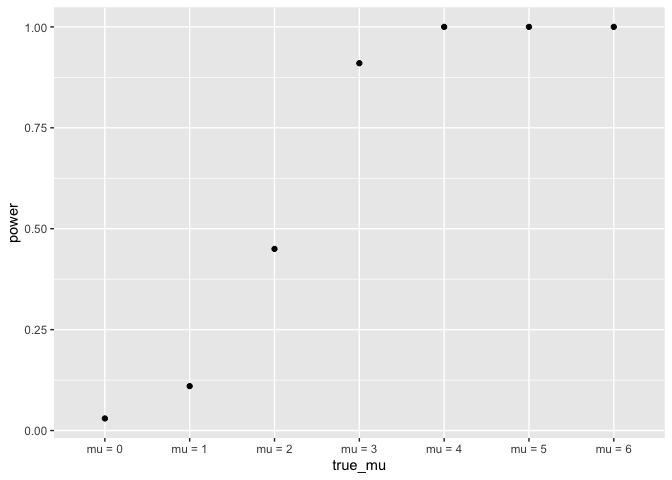 1.00
0.75
power
0.50
0.25
0.00
mu = 0 mu = 1 mu = 2 mu = 3 mu = 4 mu = 5 mu = 6
true_mu